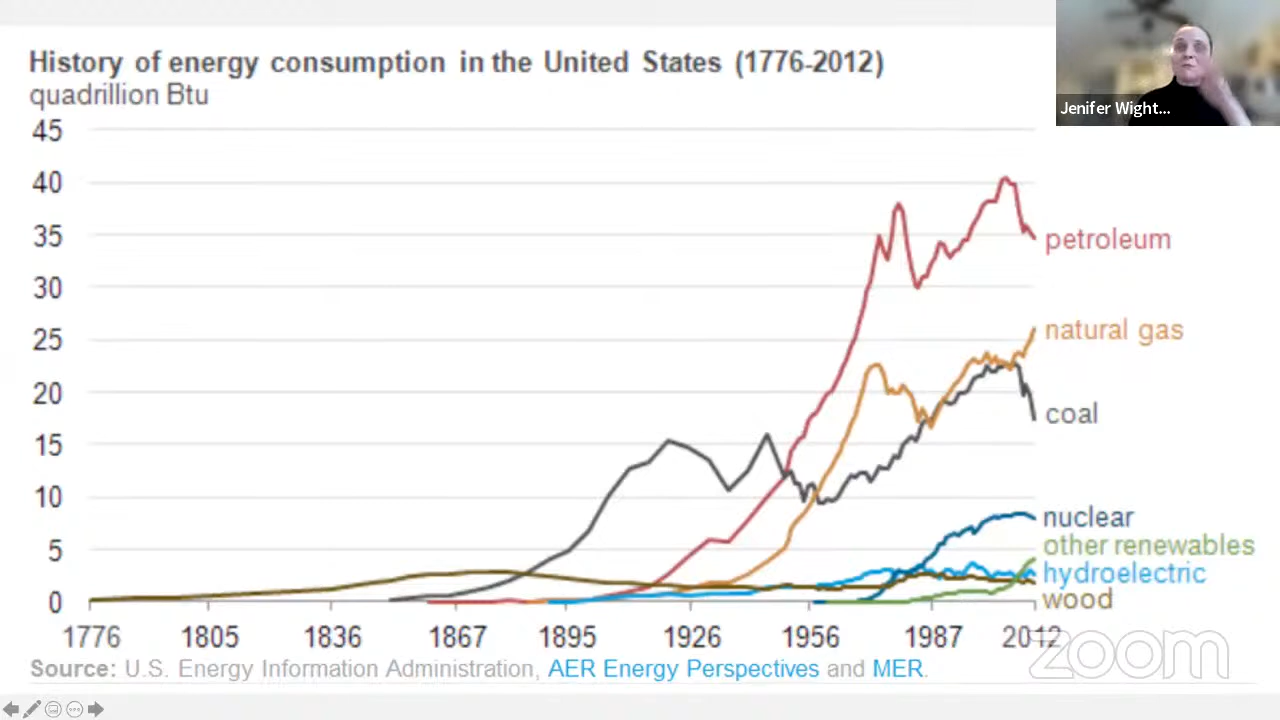 History of energy consumption in the United States (1776-2012)
quadrillion Btu
Jenifer Wight...
45
40
35
30
25
20
15
10
5
0
petroleum
natural gas
coal
nuclear
other renewables
hydroelectric
wood
1776 1805 1836 1867 1895 1926 1956 1987 2012
zoom
Source: U.S. Energy Information Administration, AER Energy Perspectives and MER.